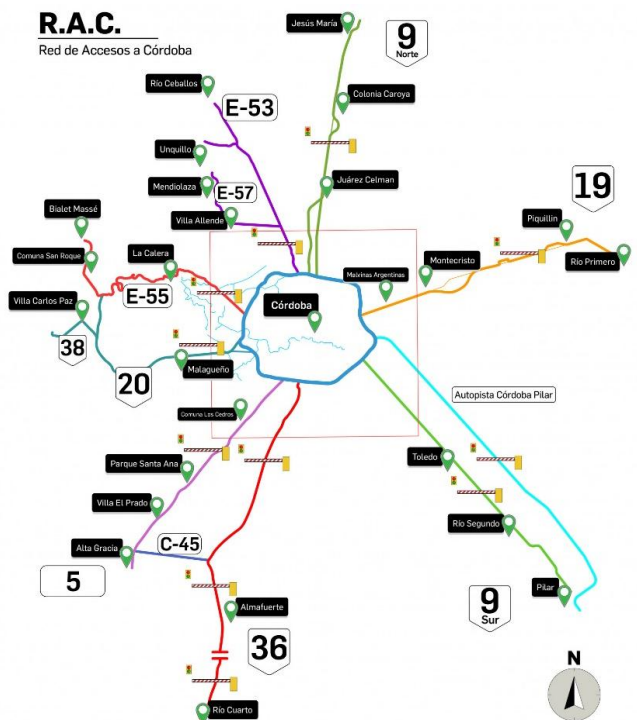 R.A.C.
Red de Accesos a Córdoba
Jesús María
9
Norte
Río Ceballos
Colonia Caroya
E-53
Unquillo
Mendiolaza
E-57
Juárez Celman
19
Bialet Massé
Villa Allende
Piquillin
Comuna San Roque
La Calera
Montecristo
Río Primero
Malvinas Argentinas
E-55
Villa Carlos Paz
Córdoba
38
20
Malagueño
Autopista Córdoba Pilar
Comuna Los Cedros
Parque Santa Ana
Toledo
Villa El Prado
Río Segundo
Alta Gracia
C-45
5
Pilar
9
Sur
Almafuerte
36
N
Río Cuarto